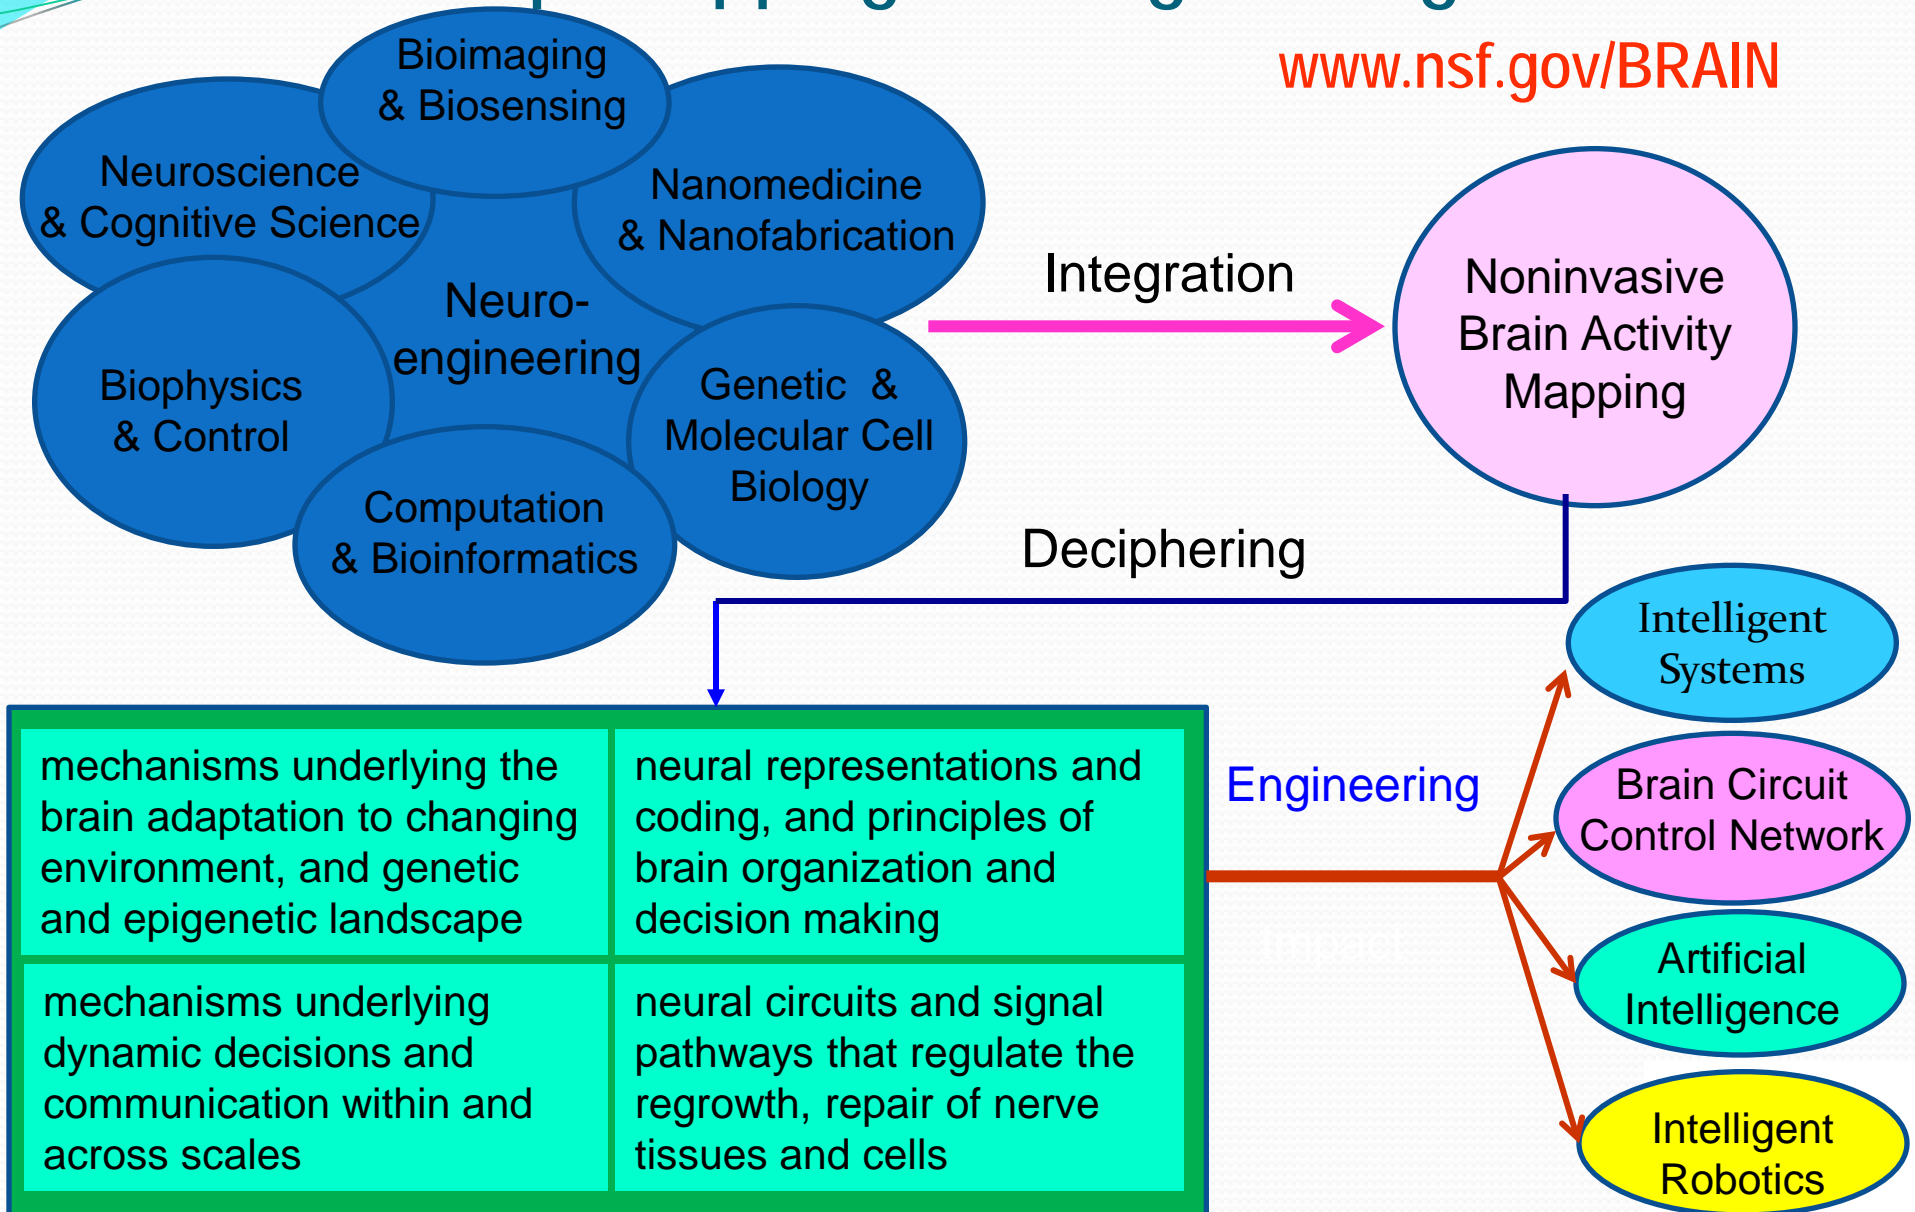 www.nsf.gov/BRAIN
Bioimaging
& Biosensing
Neuroscience
& Cognitive Science
Nanomedicine
& Nanofabrication
Neuro-
engineering
Biophysics
& Control
Genetic &
Molecular Cell
Biology
Computation
& Bioinformatics
Integration
Noninvasive
Brain Activity
Mapping
Deciphering
mechanisms underlying the
brain adaptation to changing
environment, and genetic
and epigenetic landscape
neural representations and
coding, and principles of
brain organization and
decision making
mechanisms underlying
dynamic decisions and
communication within and
across scales
neural circuits and signal
pathways that regulate the
regrowth, repair of nerve
tissues and cells
Engineering
Impact
Intelligent
Systems
Brain Circuit
Control Network
Artificial
Intelligence
Intelligent
Robotics